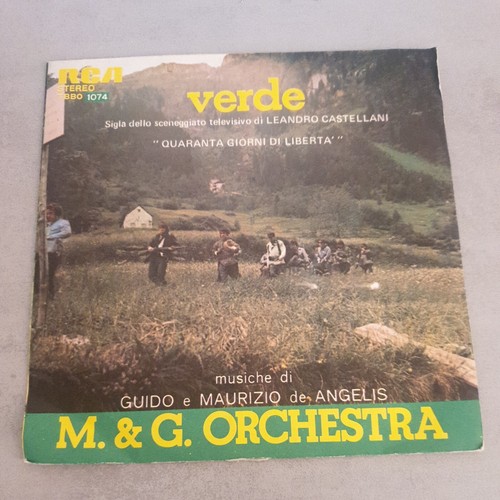 RCA
STEREO
TBBO 1074
verde
Sigla dello sceneggiato televisivo di LEANDRO CASTELLANI
" QUARANTA GIORNI DI LIBERTA' "
musiche di
GUIDO e MAURIZIO de ANGELIS
M. & G. ORCHESTRA